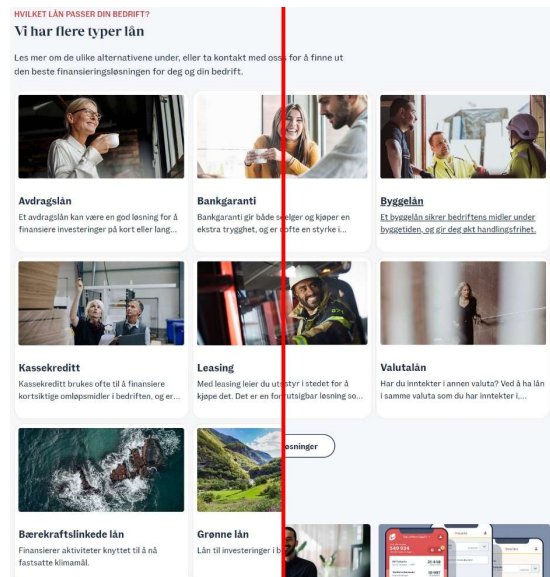 HVILKET LÅN PASSER DIN BEDRIFT?
Vi har flere typer lån
Les mer om de ulike alternativene under, eller ta kontakt med oss for å finne ut
den beste finansieringsløsningen for deg og din bedrift.
Avdragslån
Et avdragslån kan være en god løsning for å
finansiere investeringer på kort eller lang...
Bankgaranti
Bankgaranti gir både selger og kjøper en
ekstra trygghet, og er ofte en styrke i...
Byggelån
Et byggelån sikrer bedriftens midler under
byggetiden, og gir deg økt handlingsfrihet.
Kassekreditt
Kassekreditt brukes ofte til å finansiere
kortsiktige omløpsmidler i bedriften, og er...
Leasing
Med leasing leier du utstyr i stedet for å
kjøpe det. Det er en forutsigbar løsning so...
Valutalån
Har du inntekter i annen valuta? Ved å ha lån
i samme valuta som du har inntekter i,...
øsninger
Bærekraftslinkede lån
Finansierer aktiviteter knyttet til å nå
fastsatte klimamål.
Grønne lån
Lån til investeringer i b
349 934